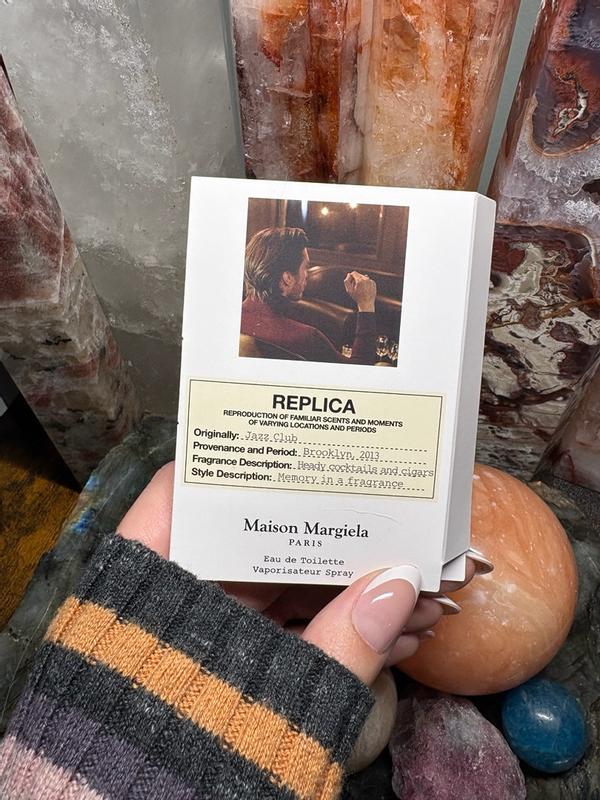 REPLICA
REPRODUCTION OF FAMILIAR SCENTS AND MOMENTS
OF VARYING LOCATIONS AND PERIODS
Originally: Jazz Club
Provenance and Period: Brooklyn, 2013
Fragrance Description: Heady cocktails and cigars
Style Description: Memory in a fragrance
Maison Margiela
PARIS
Eau de Toilette
Vaporisateur Spray